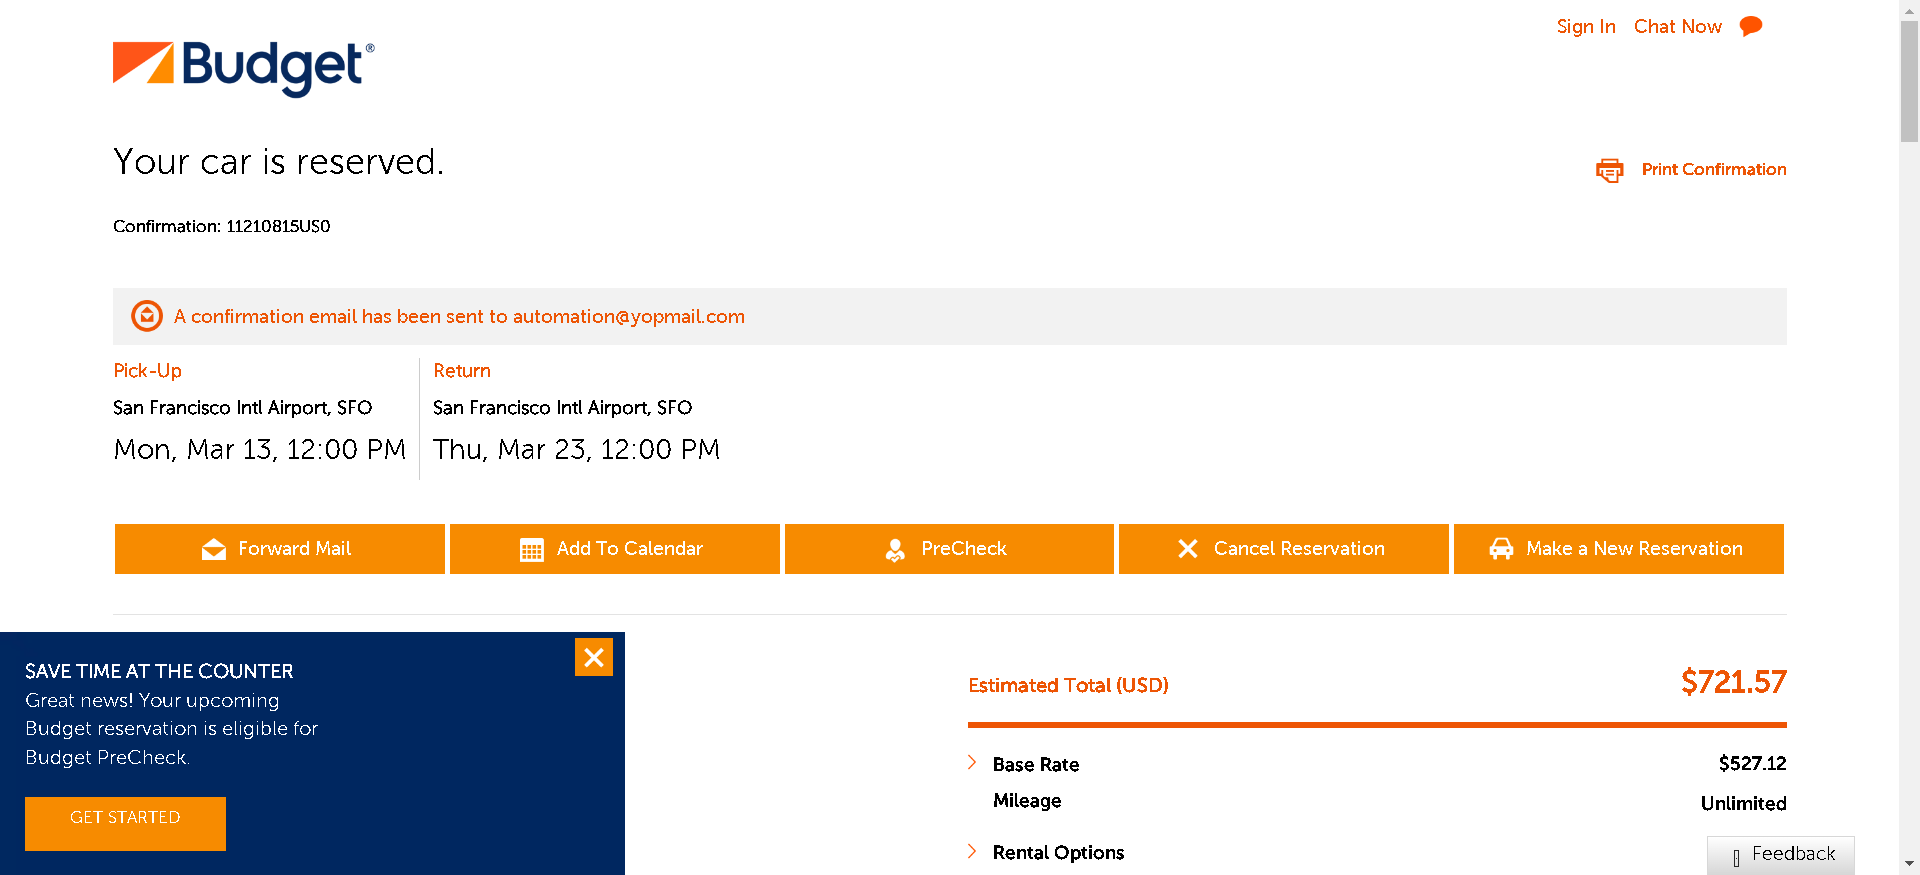 Sign In Chat Now
Budget®
Your car is reserved.
Print Confirmation
Confirmation: 11210815US0
A confirmation email has been sent to automation@yopmail.com
Pick-Up
San Francisco Intl Airport, SFO
Mon, Mar 13, 12:00 PM
Return
San Francisco Intl Airport, SFO
Thu, Mar 23, 12:00 PM
Forward Mail
Add To Calendar
PreCheck
Cancel Reservation
Make a New Reservation
SAVE TIME AT THE COUNTER
Great news! Your upcoming
Budget reservation is eligible for
Budget PreCheck.
GET STARTED
Estimated Total (USD) $721.57
Base Rate $527.12
Mileage Unlimited
Rental Options
Feedback